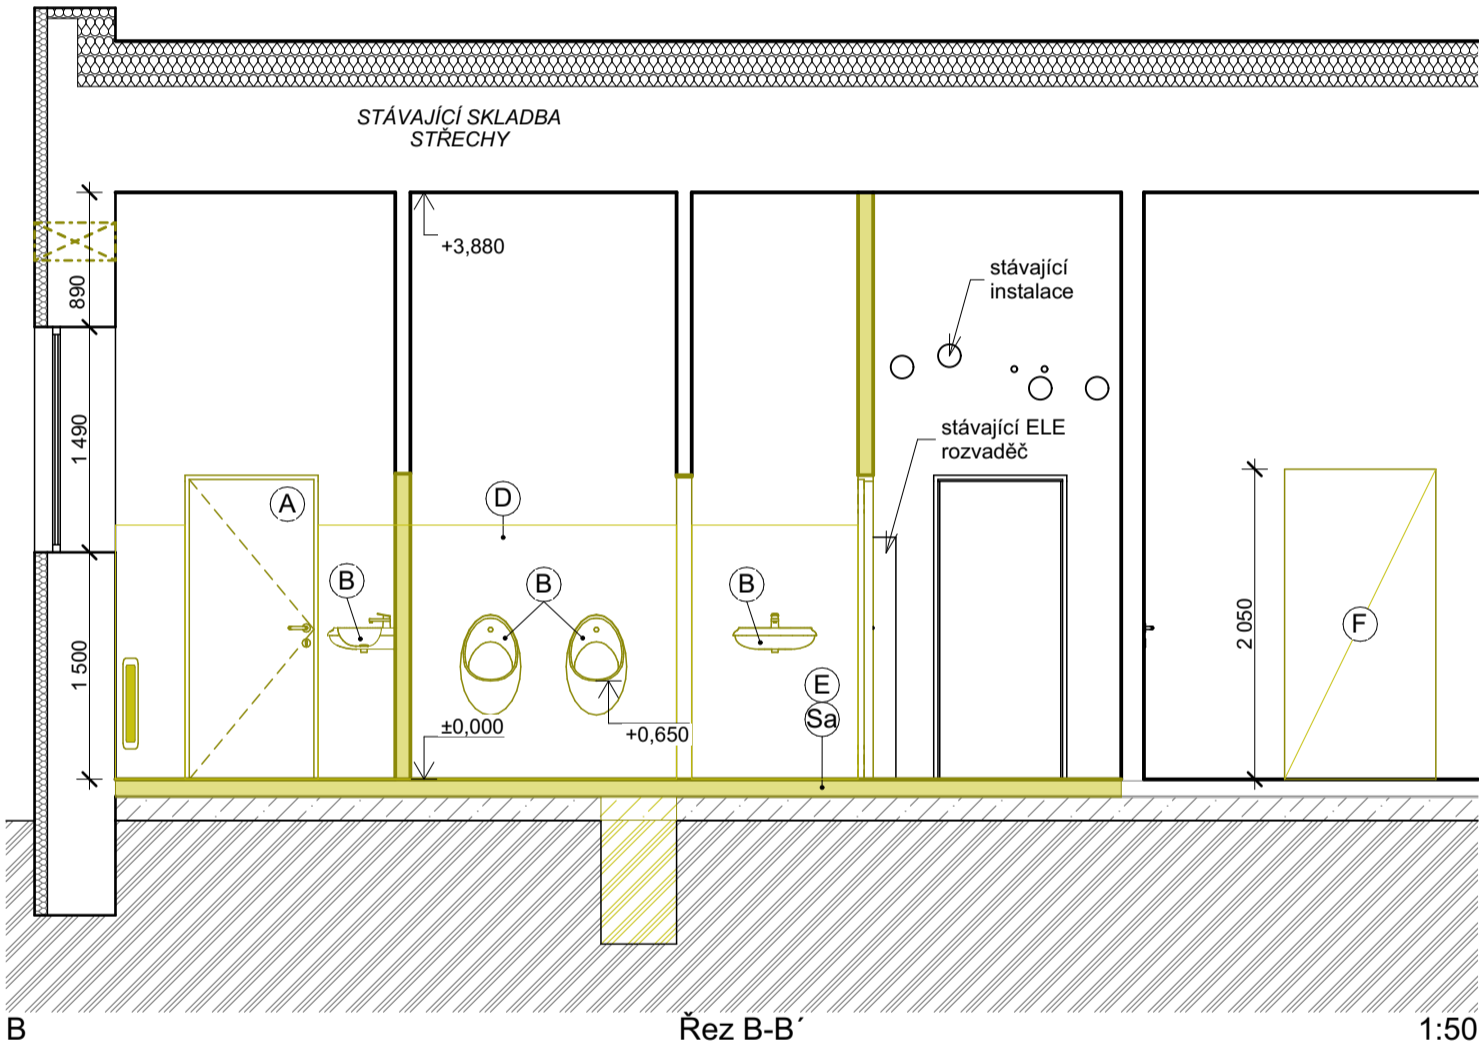 STÁVAJÍCÍ SKLADBA
STŘECHY
+3,880
890
stávající
instalace
1 490
stávající ELE
rozvaděč
A
D
B
B
B
F
2 050
1 500
E
Sa
±0,000
+0,650
B
Řez B-B´
1:50